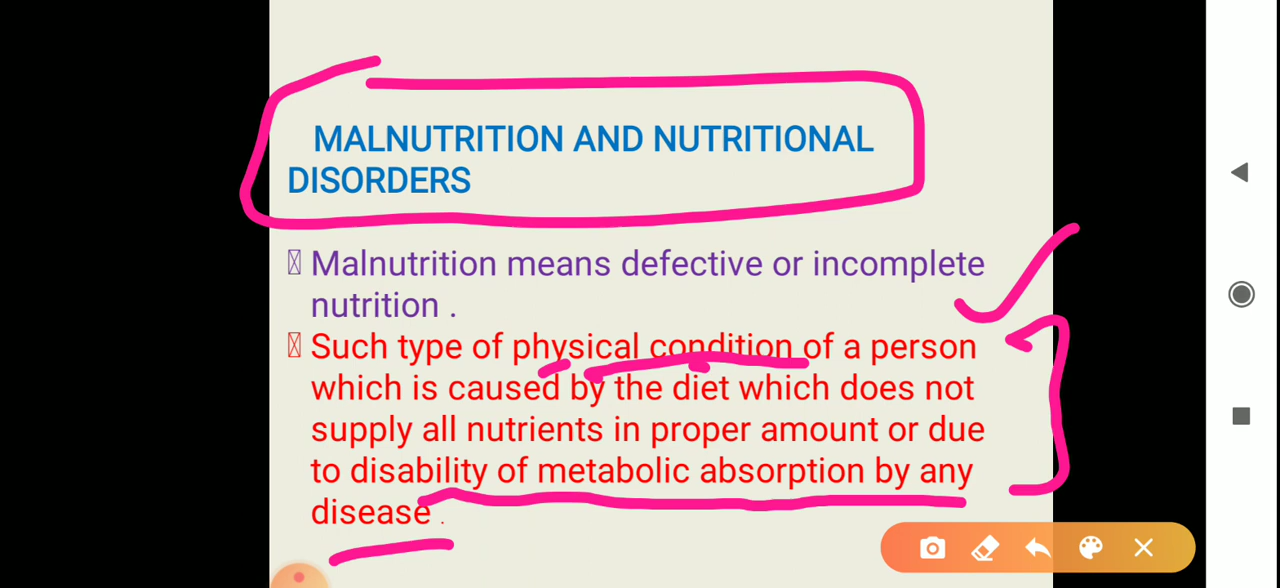 MALNUTRITION AND NUTRITIONAL
DISORDERS
Malnutrition means defective or incomplete
nutrition .
Such type of physical condition of a person
which is caused by the diet which does not
supply all nutrients in proper amount or due
to disability of metabolic absorption by any
disease .